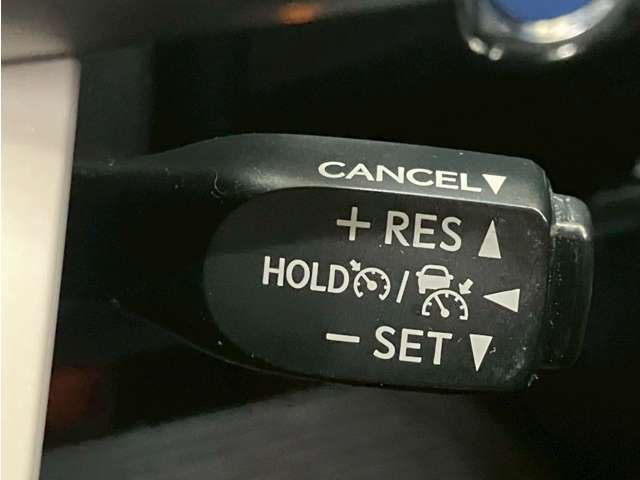 CANCEL▼
+ RES ▲
HOLD / ◀
− SET ▼